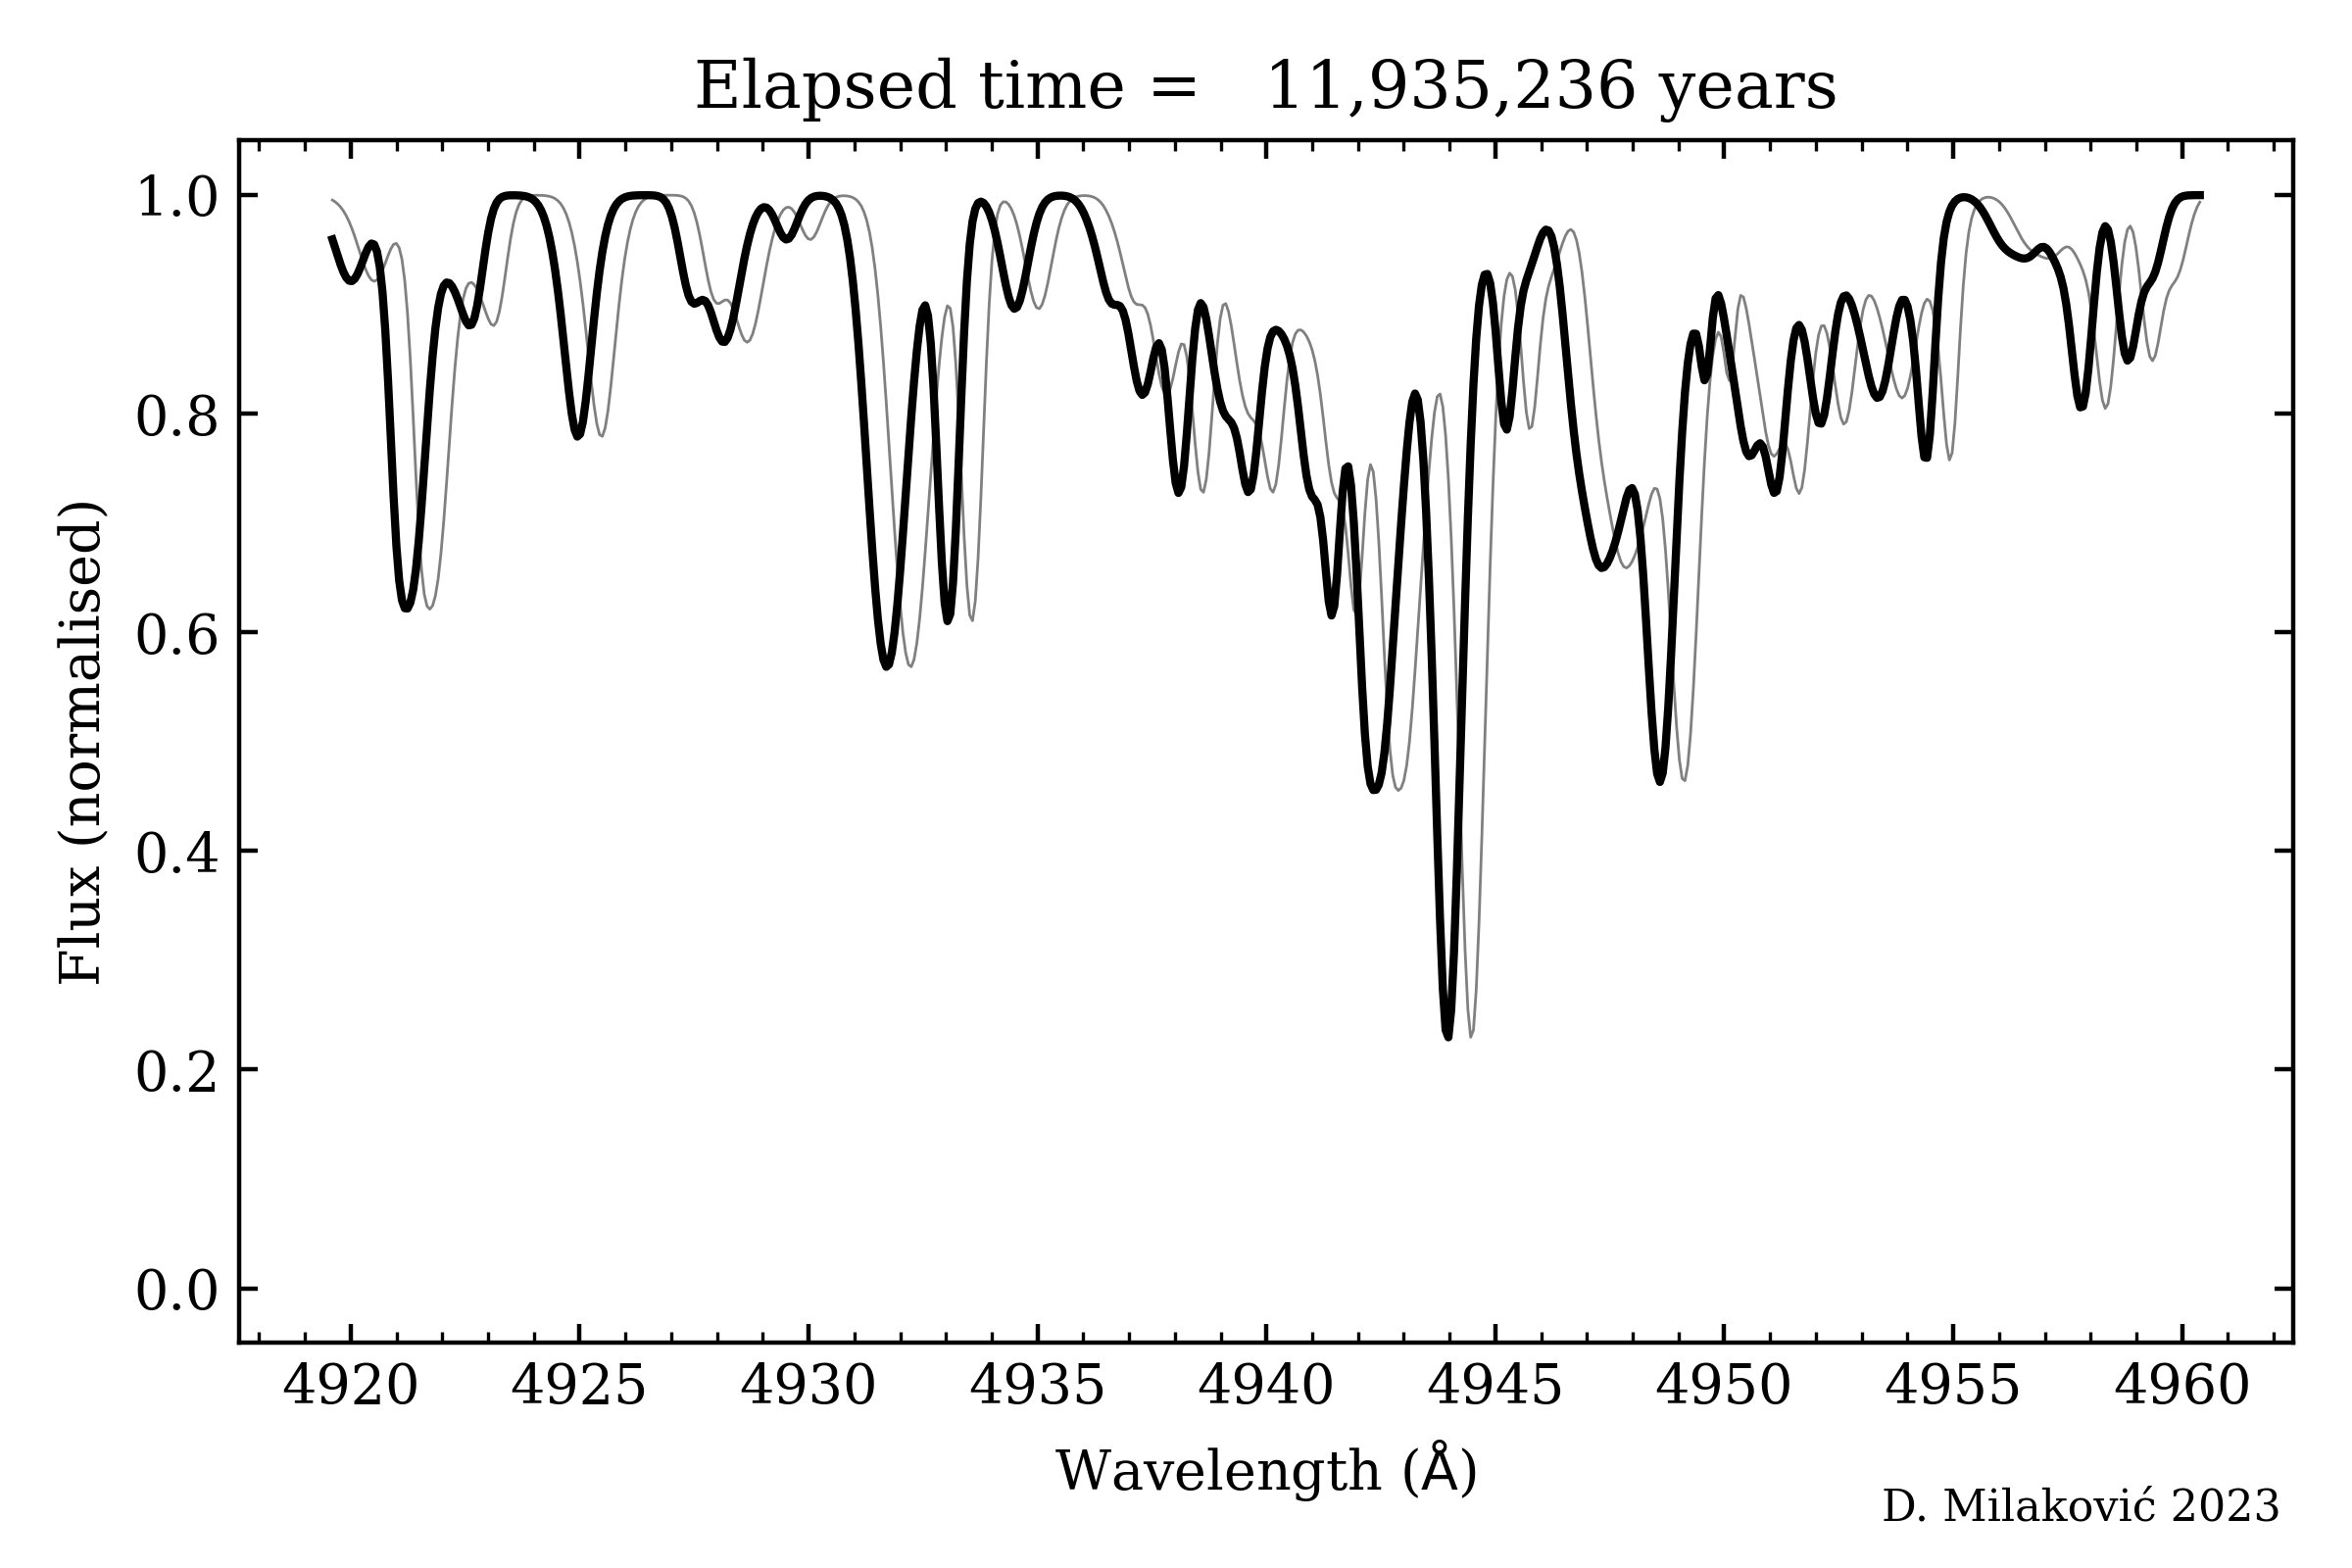 Elapsed time = 11,935,236 years
Flux (normalised)
1.0
0.8
0.6
0.4
0.2
0.0
4920 4925 4930 4935 4940 4945 4950 4955 4960
Wavelength (Å)
D. Milaković 2023